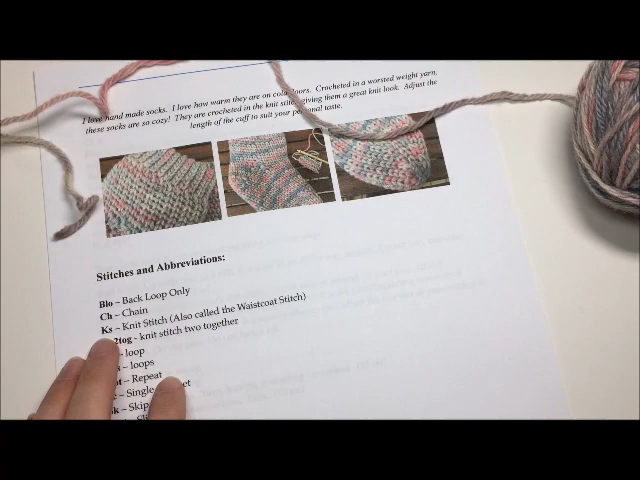 I love hand made socks. I love how warm they are on cold floors. Crocheted in a worsted weight yarn,
these socks are so cozy! They are crocheted in the knit stitch giving them a great knit look. Adjust the
length of the cuff to suit your personal taste.
Stitches and Abbreviations:
Blo – Back Loop Only
Ch – Chain
Ks – Knit Stitch (Also called the Waistcoat Stitch)
2tog - knit stitch two together
– loop
– loops
– Repeat
– Single
– Skip